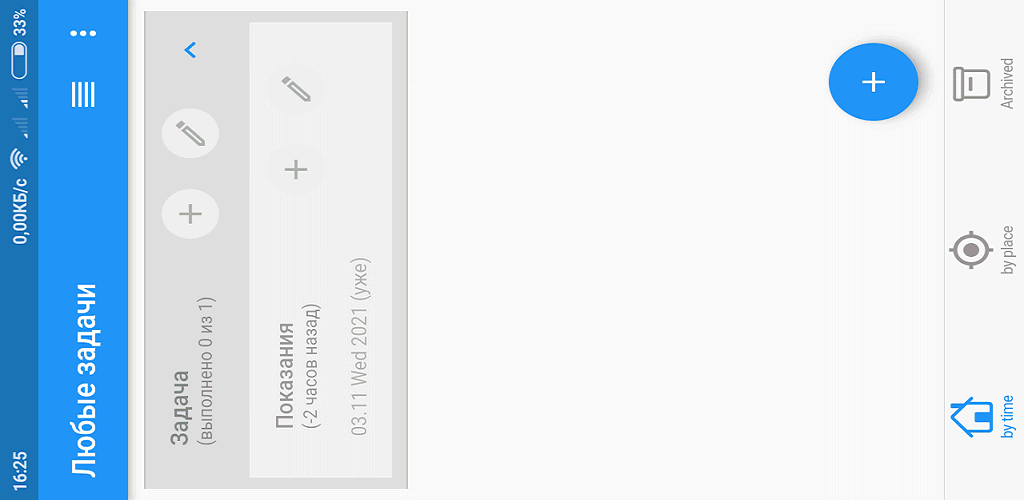 16:25
0,00КБ/с
33%
Любые задачи
Задача
(выполнено 0 из 1)
Показания
(-2 часов назад)
03.11 Wed 2021 (уже)
by time
by place
Archived